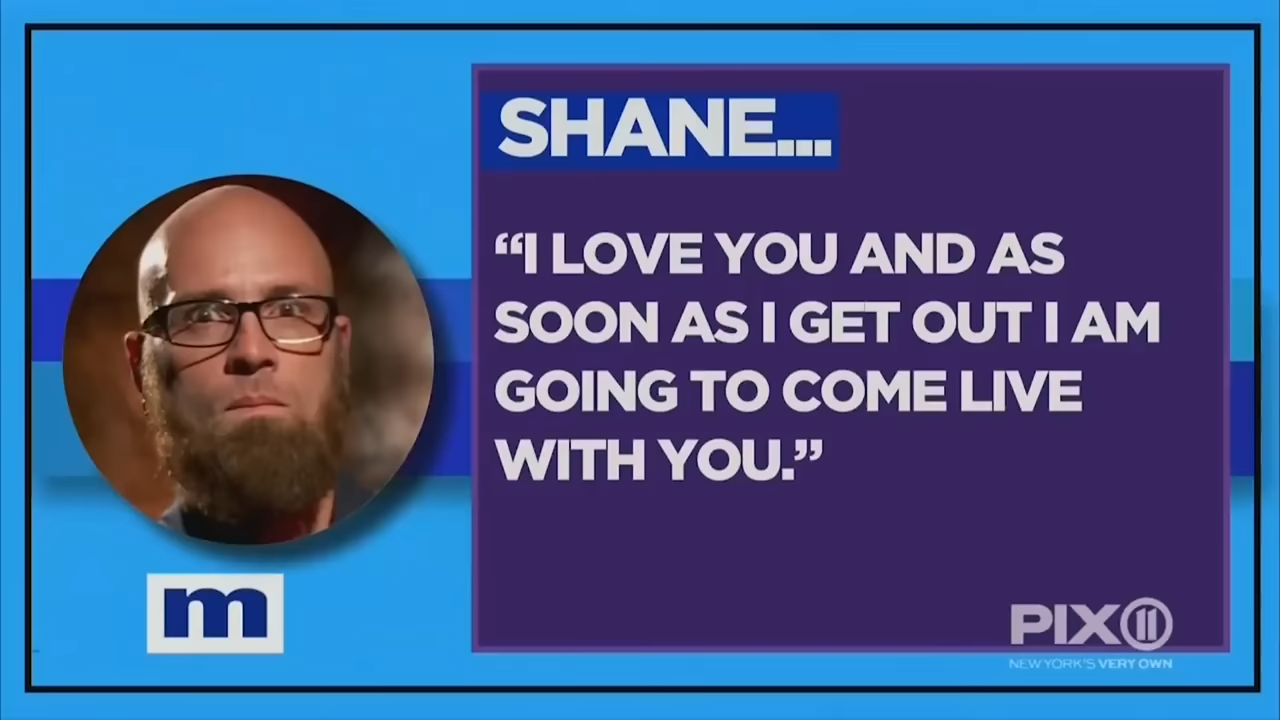 SHANE...
“I LOVE YOU AND AS
SOON AS I GET OUT I AM
GOING TO COME LIVE
WITH YOU.”
m
PIX11
NEW YORK'S VERY OWN